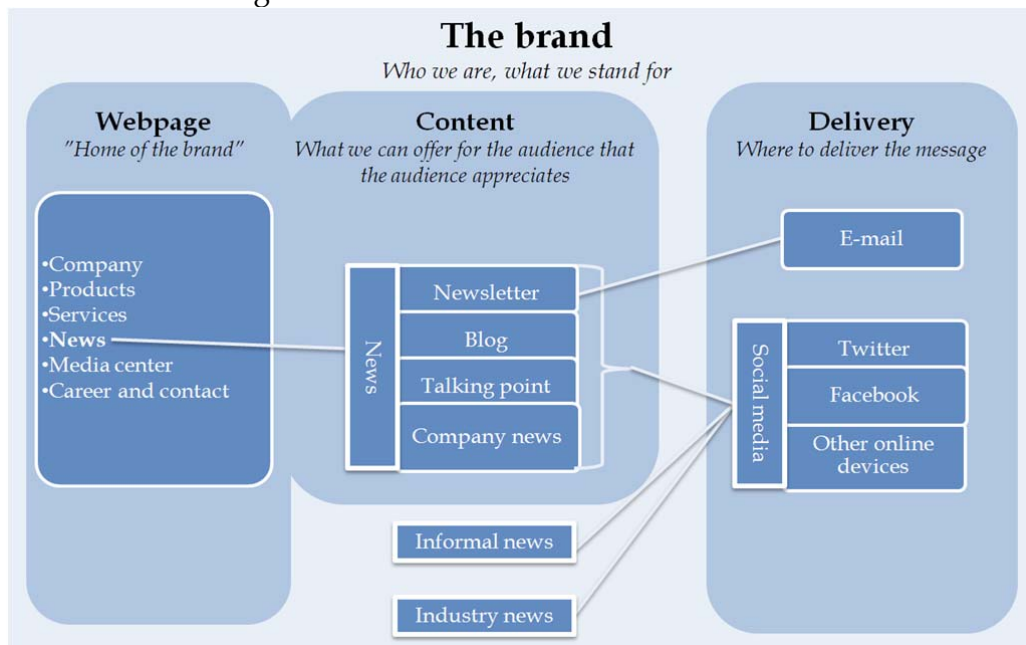 The brand
Who we are, what we stand for
Webpage
"Home of the brand"
•Company
•Products
•Services
•News
•Media center
•Career and contact
Content
What we can offer for the audience that
the audience appreciates
News
Newsletter
Blog
Talking point
Company news
Informal news
Industry news
Delivery
Where to deliver the message
E-mail
Social media
Twitter
Facebook
Other online
devices